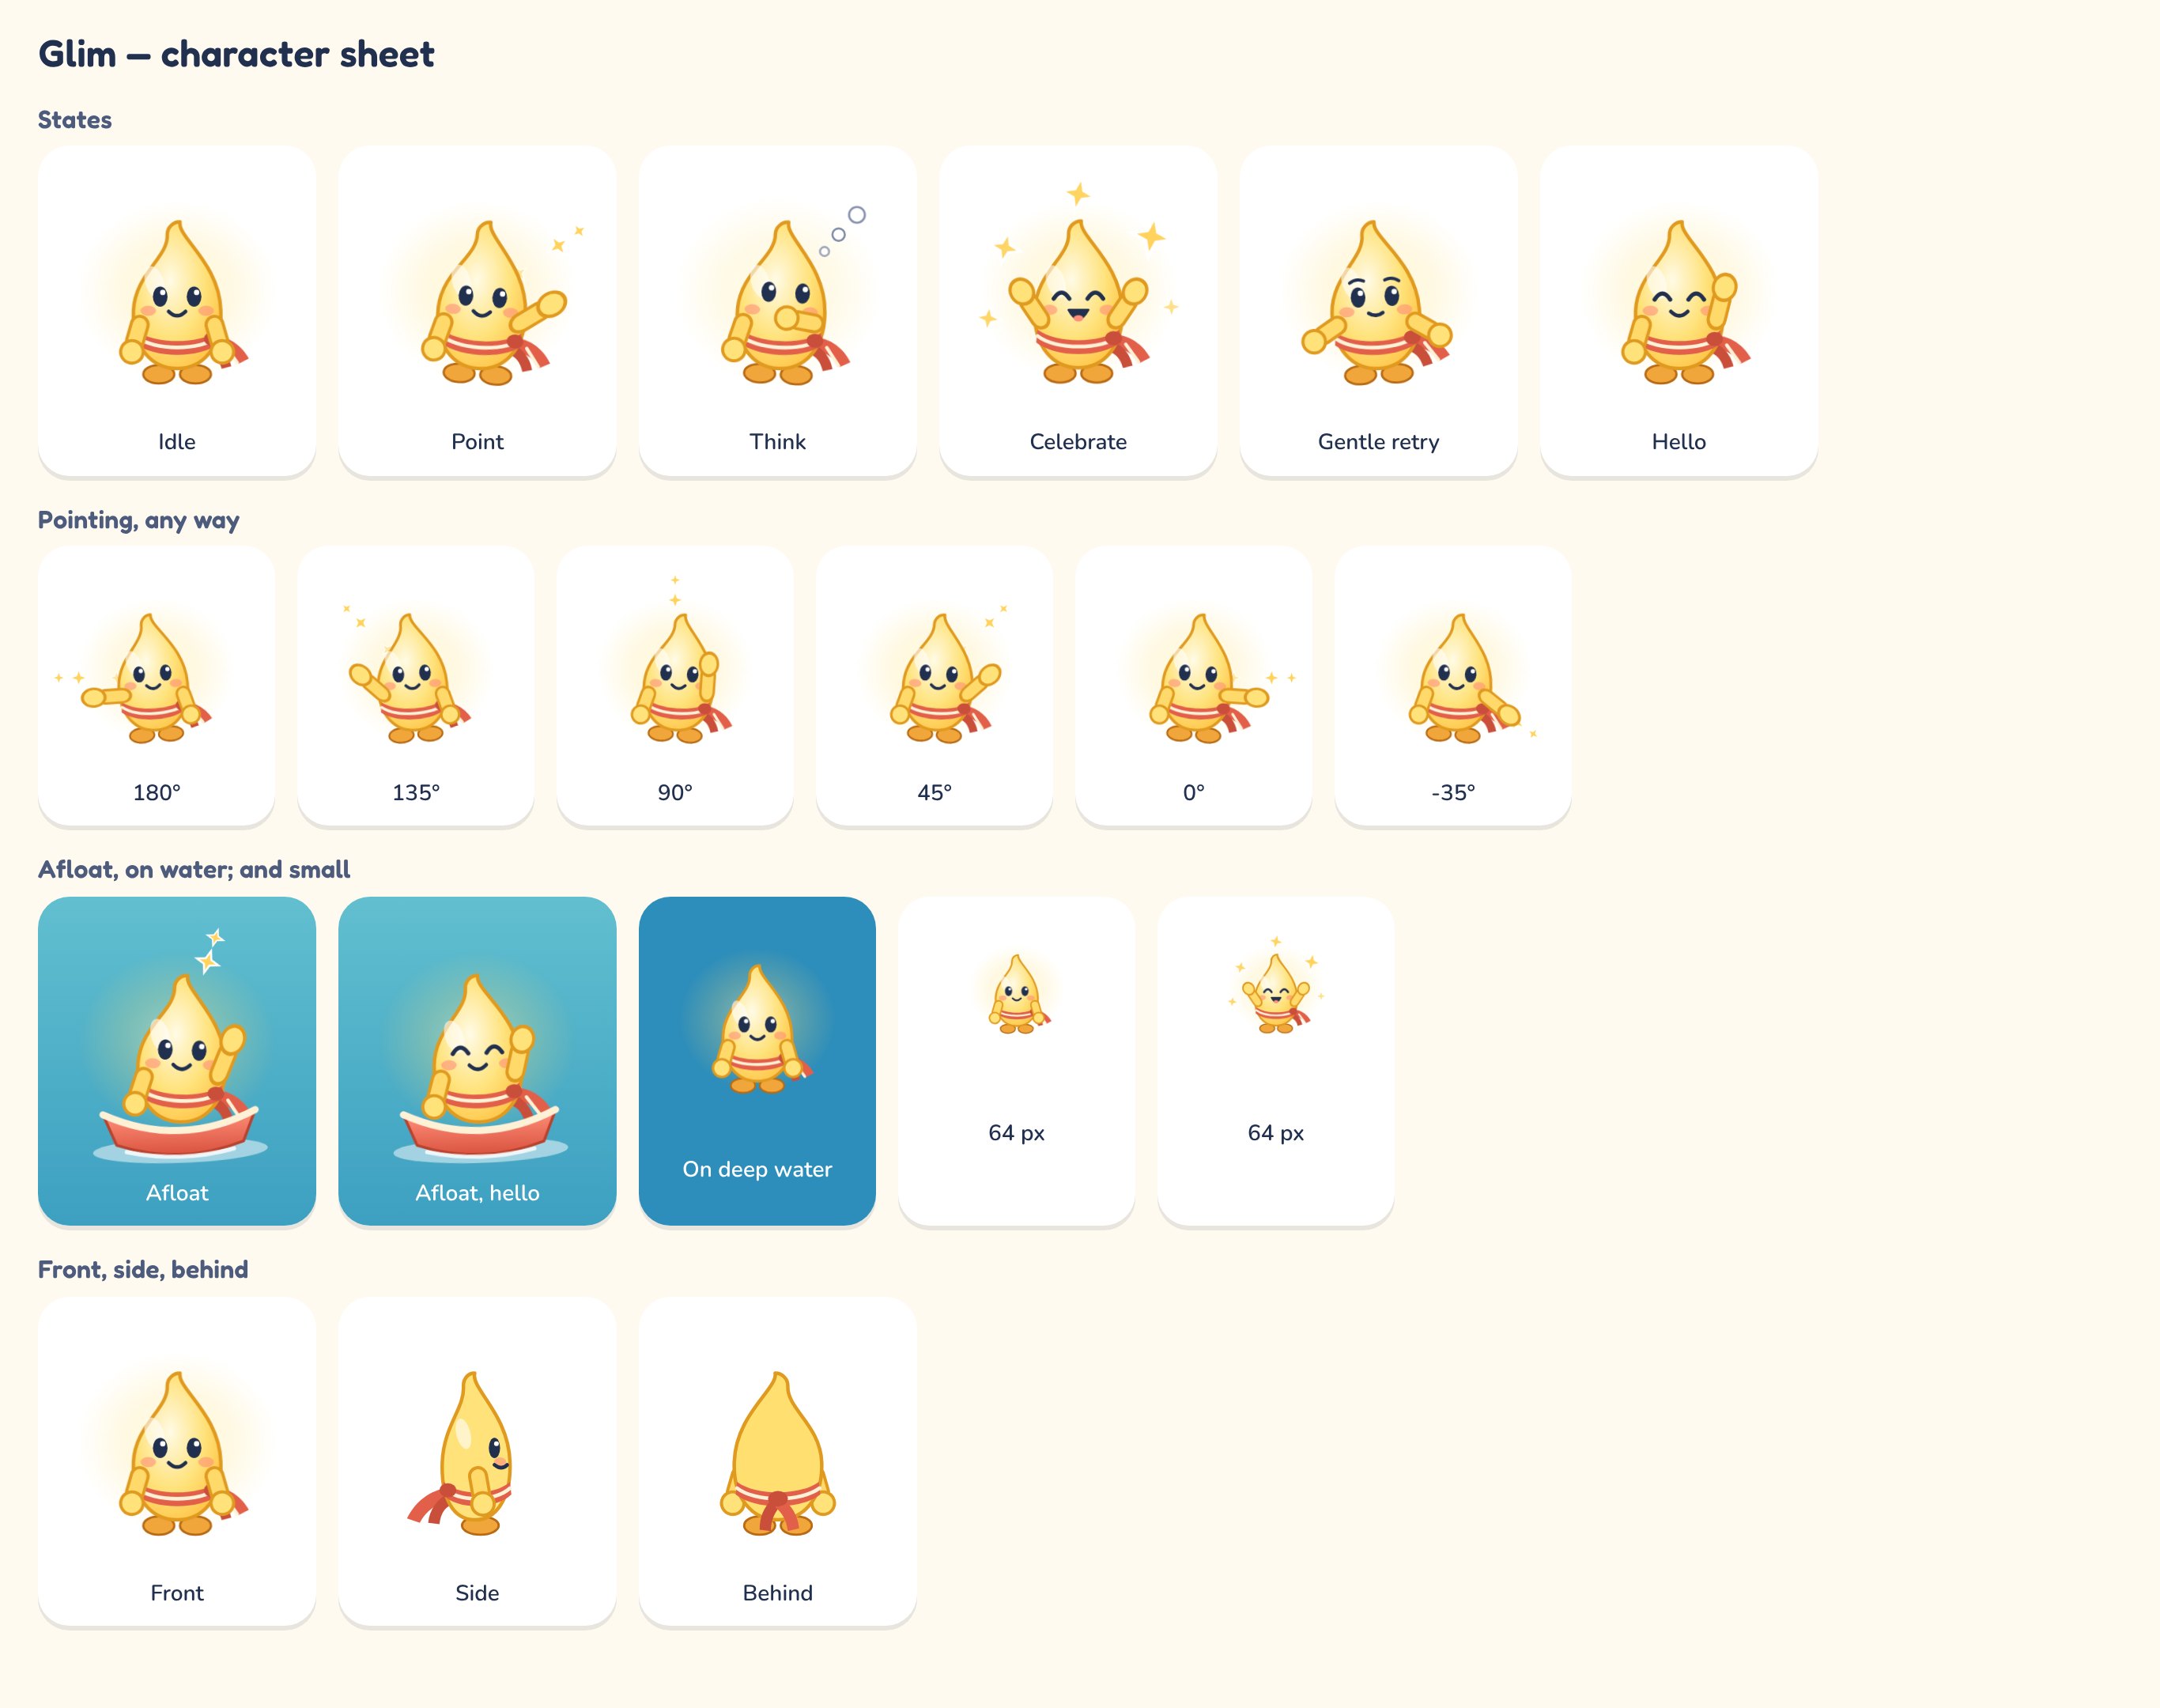 Glim — character sheet
States
Idle
Point
Think
Celebrate
Gentle retry
Hello
Pointing, any way
180°
135°
90°
45°
0°
-35°
Afloat, on water; and small
Afloat
Afloat, hello
On deep water
64 px
64 px
Front, side, behind
Front
Side
Behind